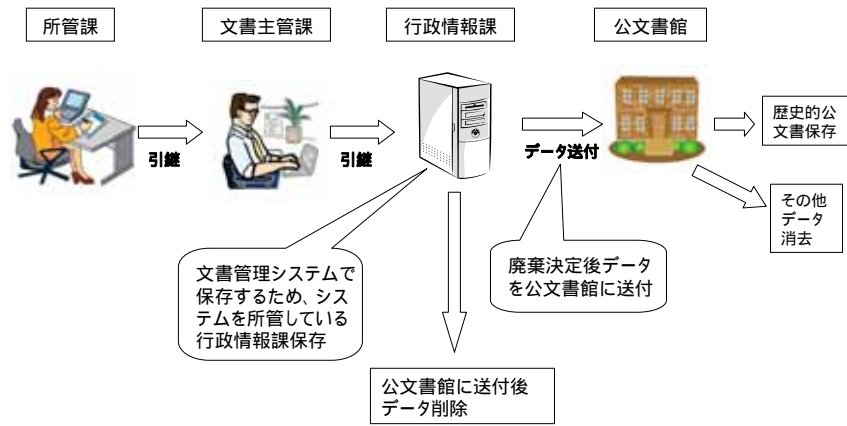 所管課
文書主管課
行政情報課
公文書館
引継
引継
データ送付
歴史的公
文書保存
その他
データ
消去
文書管理システムで
保存するため、シス
テムを所管している
行政情報課保存
廃棄決定後データ
を公文書館に送付
公文書館に送付後
データ削除